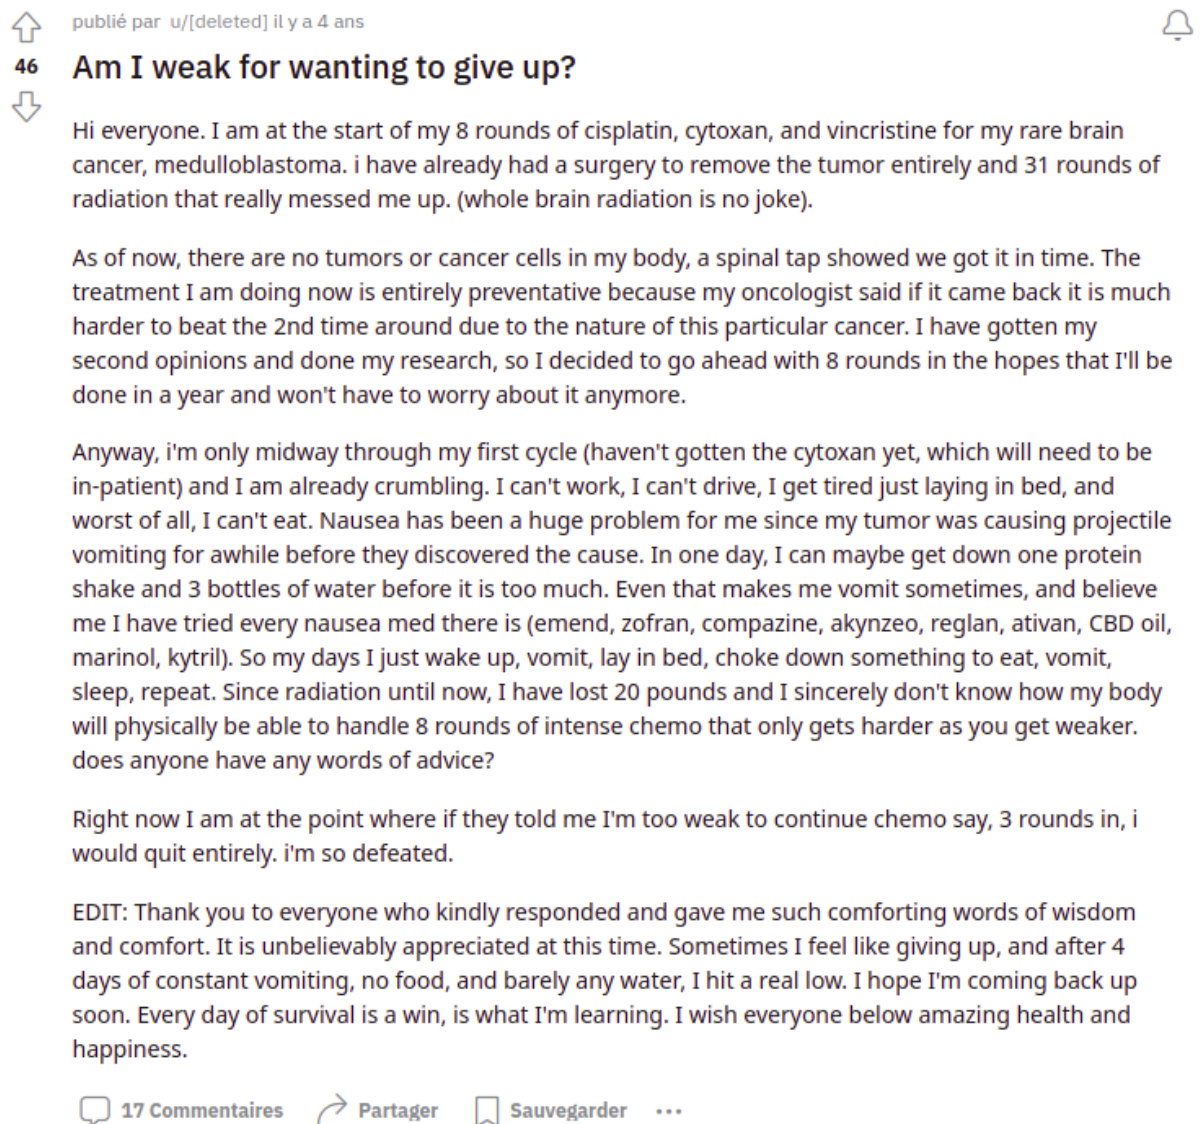 publié par u/[deleted] il y a 4 ans
46
Am I weak for wanting to give up?
Hi everyone. I am at the start of my 8 rounds of cisplatin, cytoxan, and vincristine for my rare brain
cancer, medulloblastoma. i have already had a surgery to remove the tumor entirely and 31 rounds of
radiation that really messed me up. (whole brain radiation is no joke).
As of now, there are no tumors or cancer cells in my body, a spinal tap showed we got it in time. The
treatment I am doing now is entirely preventative because my oncologist said if it came back it is much
harder to beat the 2nd time around due to the nature of this particular cancer. I have gotten my
second opinions and done my research, so I decided to go ahead with 8 rounds in the hopes that I'll be
done in a year and won't have to worry about it anymore.
Anyway, i'm only midway through my first cycle (haven't gotten the cytoxan yet, which will need to be
in-patient) and I am already crumbling. I can't work, I can't drive, I get tired just laying in bed, and
worst of all, I can't eat. Nausea has been a huge problem for me since my tumor was causing projectile
vomiting for awhile before they discovered the cause. In one day, I can maybe get down one protein
shake and 3 bottles of water before it is too much. Even that makes me vomit sometimes, and believe
me I have tried every nausea med there is (emend, zofran, compazine, akynzeo, reglan, ativan, CBD oil,
marinol, kytril). So my days I just wake up, vomit, lay in bed, choke down something to eat, vomit,
sleep, repeat. Since radiation until now, I have lost 20 pounds and I sincerely don't know how my body
will physically be able to handle 8 rounds of intense chemo that only gets harder as you get weaker.
does anyone have any words of advice?
Right now I am at the point where if they told me I'm too weak to continue chemo say, 3 rounds in, i
would quit entirely. i'm so defeated.
EDIT: Thank you to everyone who kindly responded and gave me such comforting words of wisdom
and comfort. It is unbelievably appreciated at this time. Sometimes I feel like giving up, and after 4
days of constant vomiting, no food, and barely any water, I hit a real low. I hope I'm coming back up
soon. Every day of survival is a win, is what I'm learning. I wish everyone below amazing health and
happiness.
17 Commentaires Partager Sauvegarder ...